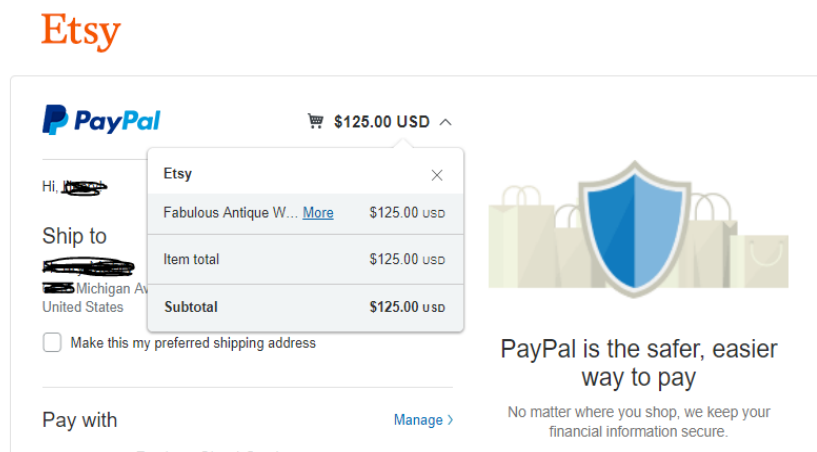 Etsy
PayPal
$125.00 USD
Hi,
Etsy
Fabulous Antique W... More $125.00 USD
Item total $125.00 USD
Subtotal $125.00 USD
Ship to
Michigan Av
United States
Make this my preferred shipping address
Pay with
Manage >
PayPal is the safer, easier
way to pay
No matter where you shop, we keep your
financial information secure.